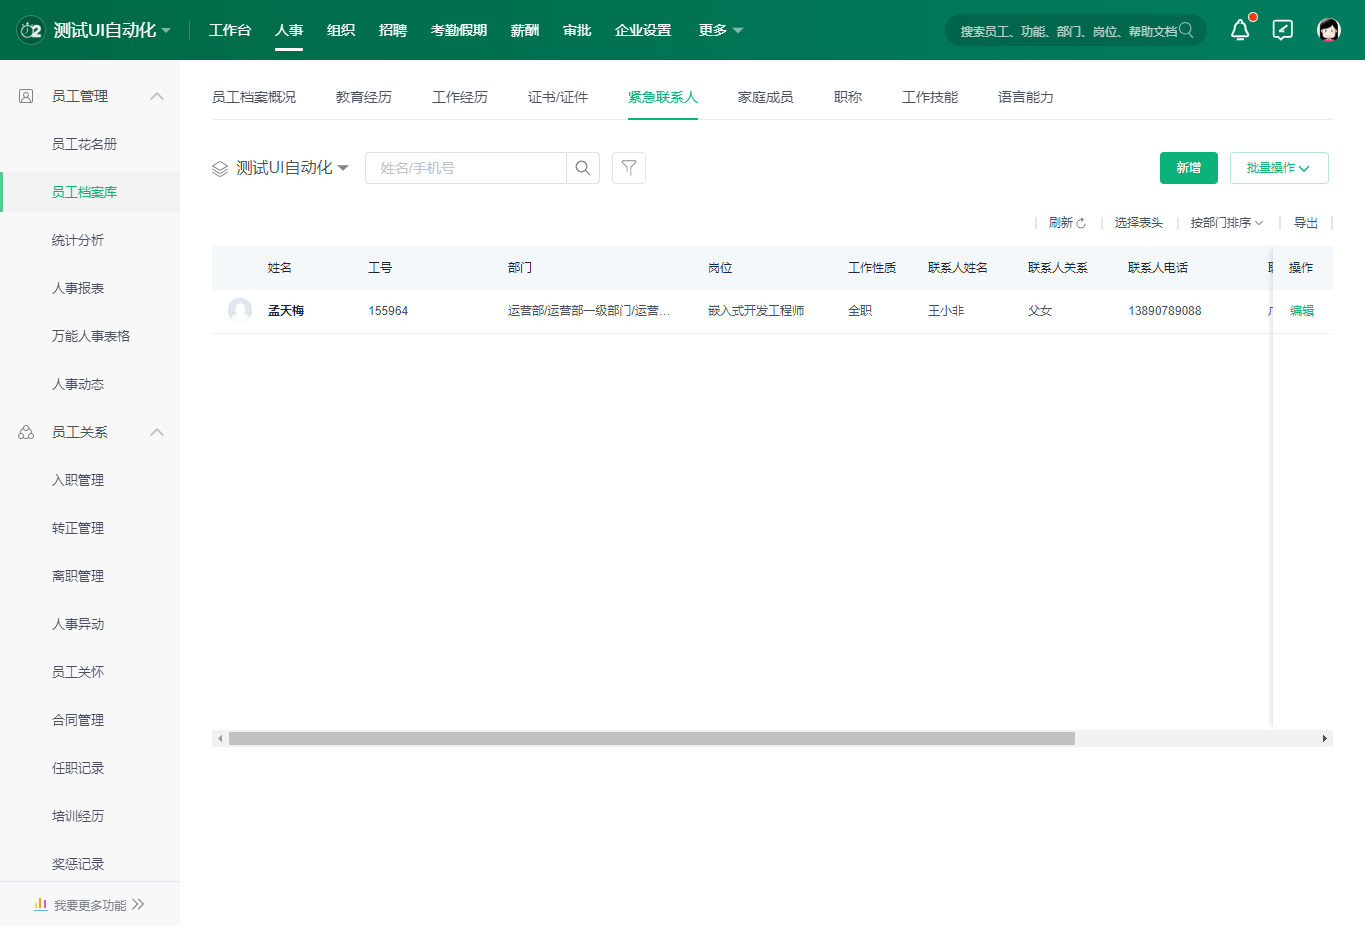 测试UI自动化 工作台 人事 组织 招聘 考勤假期 薪酬 审批 企业设置 更多 搜索员工、功能、部门、岗位、帮助文档
员工管理
员工花名册
员工档案库
统计分析
人事报表
万能人事表格
人事动态
员工关系
入职管理
转正管理
离职管理
人事异动
员工关怀
合同管理
任职记录
培训经历
奖惩记录
我要更多功能
员工档案概况 教育经历 工作经历 证书/证件 紧急联系人 家庭成员 职称 工作技能 语言能力
测试UI自动化 姓名/手机号 新增 批量操作
刷新 选择表头 按部门排序 导出
姓名 工号 部门 岗位 工作性质 联系人姓名 联系人关系 联系人电话 操作
孟天梅 155964 运营部/运营部一级部门/运营... 嵌入式开发工程师 全职 王小非 父女 13890789088 编辑